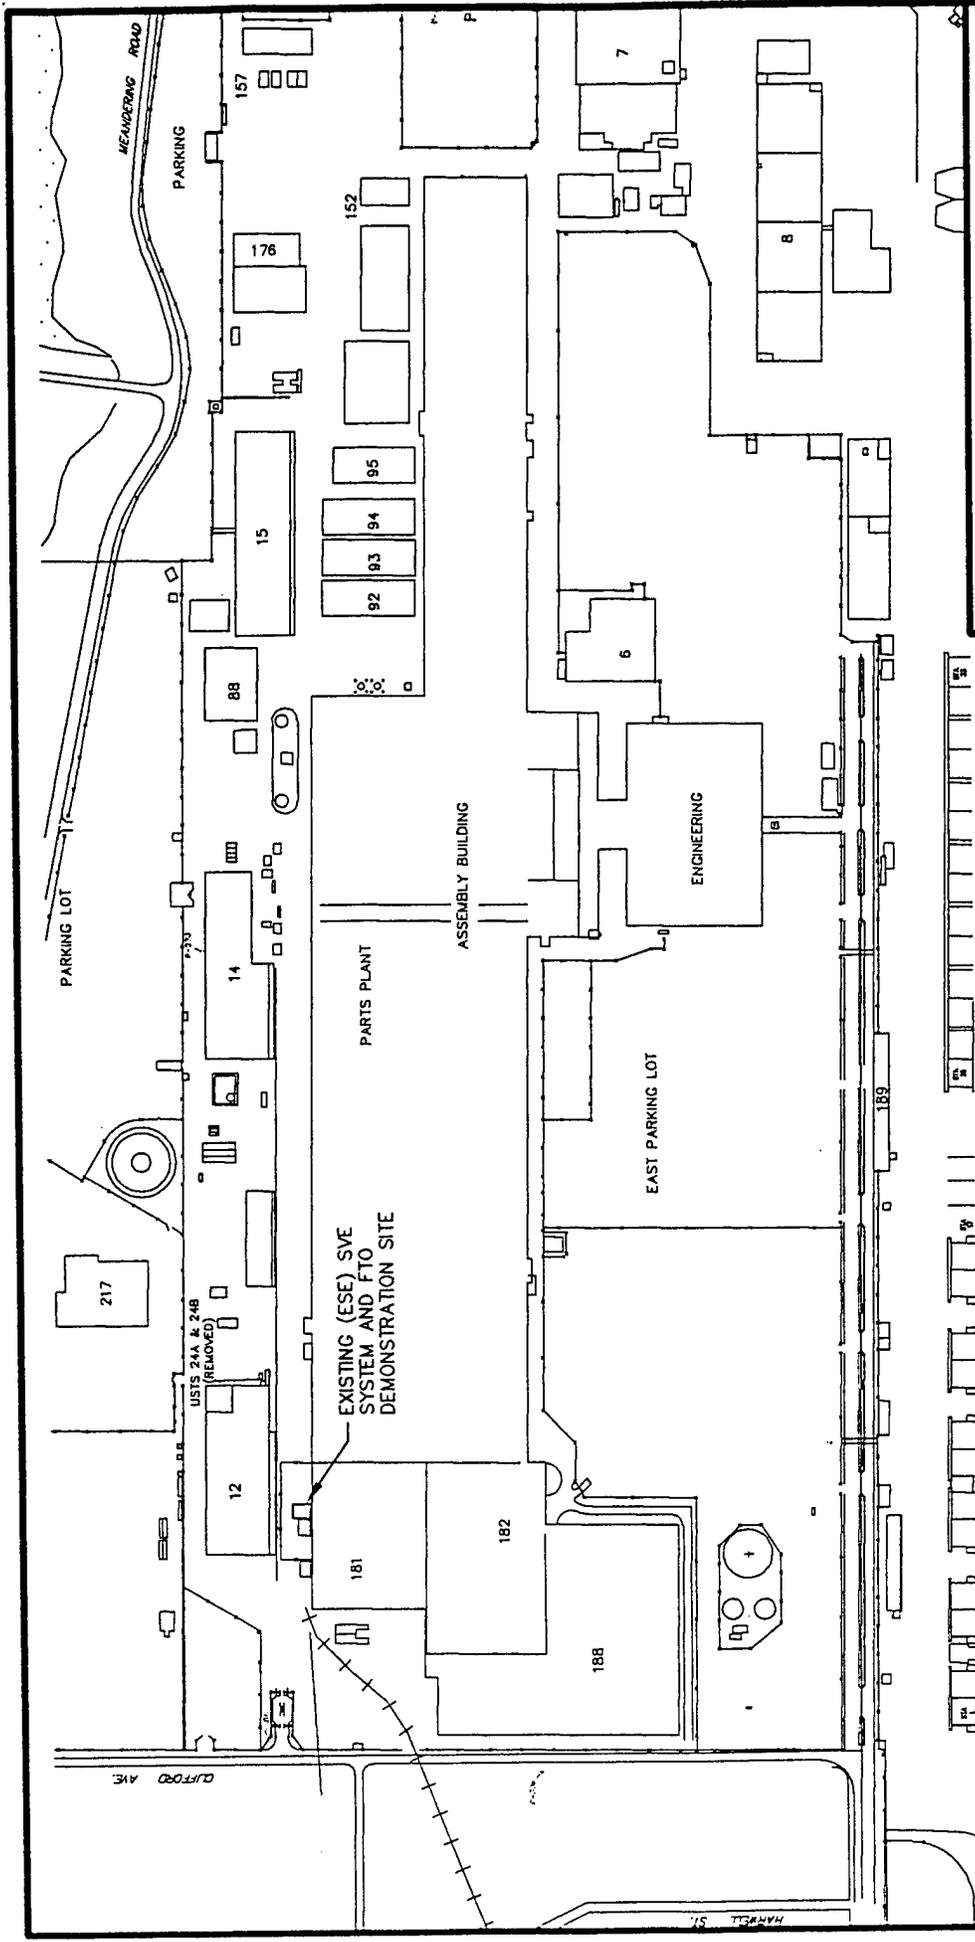 MEANDERING ROAD
PARKING
157
7
152
176
8
95
15
94
93
92
88
6
PARKING LOT
ASSEMBLY BUILDING
ENGINEERING
14
PARTS PLANT
EAST PARKING LOT
189
217
USTS 24A & 24B
(REMOVED)
EXISTING (ESE) SVE
SYSTEM AND FTO
DEMONSTRATION SITE
12
181
182
188
CLIFFORD AVE.